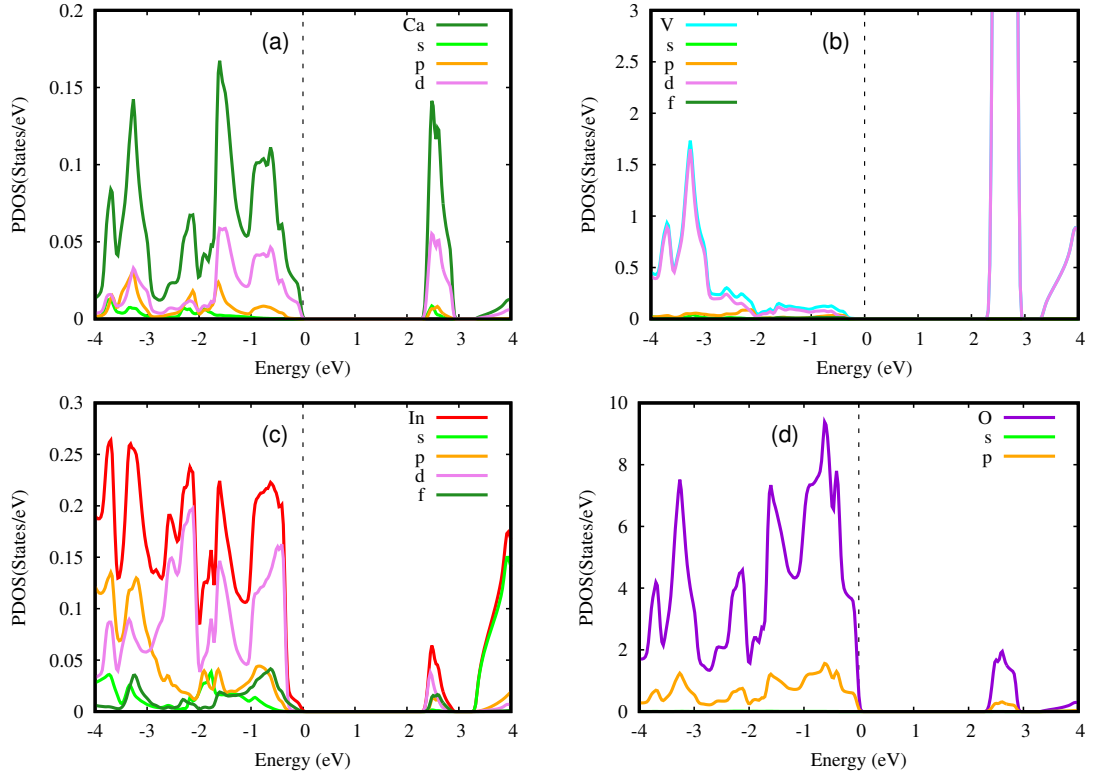 0.2
0.15
0.1
0.05
0
PDOS(States/eV)
(a)
Ca
s
p
d
-4 -3 -2 -1 0 1 2 3 4
Energy (eV)
3
2.5
2
1.5
1
0.5
0
PDOS(States/eV)
V
s
p
d
f
(b)
-4 -3 -2 -1 0 1 2 3 4
Energy (eV)
0.3
0.25
0.2
0.15
0.1
0.05
0
PDOS(States/eV)
(c)
In
s
p
d
f
-4 -3 -2 -1 0 1 2 3 4
Energy (eV)
10
8
6
4
2
0
PDOS(States/eV)
(d)
O
s
p
-4 -3 -2 -1 0 1 2 3 4
Energy (eV)